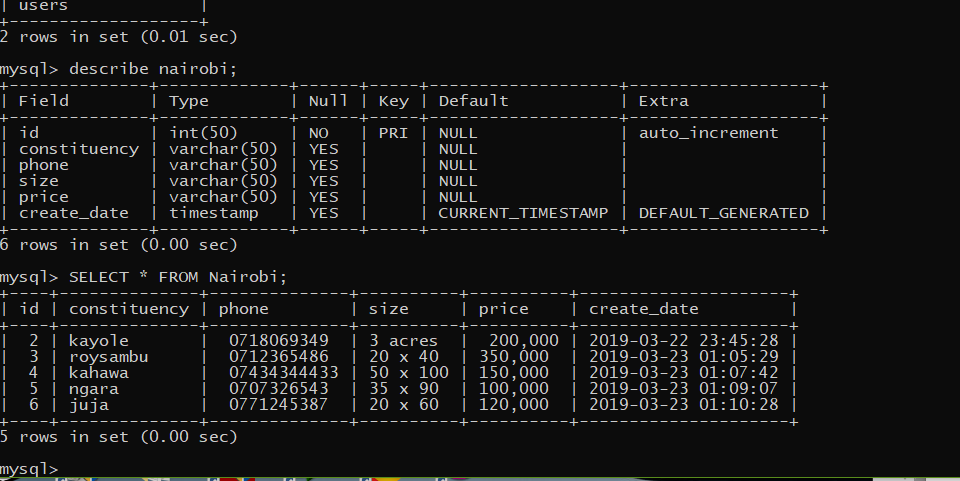 | users            |
+------------------+
2 rows in set (0.01 sec)
mysql> describe nairobi;
+--------------+-------------+------+-----+-------------------+-------------------+
| Field        | Type        | Null | Key | Default           | Extra             |
+--------------+-------------+------+-----+-------------------+-------------------+
| id           | int(50)     | NO   | PRI | NULL              | auto_increment    |
| constituency | varchar(50) | YES  |     | NULL              |                   |
| phone        | varchar(50) | YES  |     | NULL              |                   |
| size         | varchar(50) | YES  |     | NULL              |                   |
| price        | varchar(50) | YES  |     | NULL              |                   |
| create_date  | timestamp   | YES  |     | CURRENT_TIMESTAMP | DEFAULT_GENERATED |
+--------------+-------------+------+-----+-------------------+-------------------+
6 rows in set (0.00 sec)
mysql> SELECT * FROM Nairobi;
+----+--------------+-------------+----------+---------+---------------------+
| id | constituency | phone       | size     | price   | create_date         |
+----+--------------+-------------+----------+---------+---------------------+
| 2 | kayole | 0718069349 | 3 acres | 200,000 | 2019-03-22 23:45:28 |
| 3 | roysambu | 0712365486 | 20 x 40 | 350,000 | 2019-03-23 01:05:29 |
| 4 | kahawa | 07434344433 | 50 x 100 | 150,000 | 2019-03-23 01:07:42 |
| 5 | ngara | 0707326543 | 35 x 90 | 100,000 | 2019-03-23 01:09:07 |
| 6 | juja | 0771245387 | 20 x 60 | 120,000 | 2019-03-23 01:10:28 |
+----+--------------+-------------+----------+---------+---------------------+
5 rows in set (0.00 sec)
mysql>